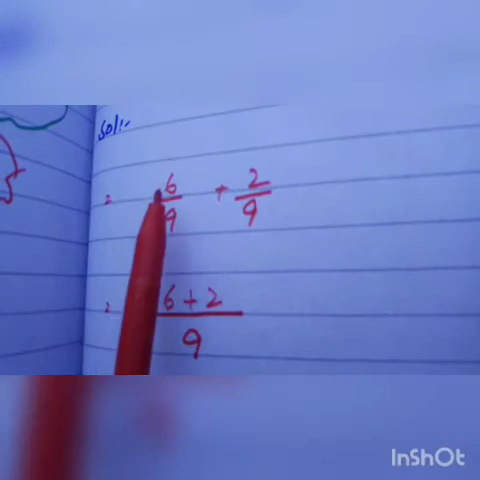 Sol:-
= 6/9 + 2/9
= 6+2/9
InShOt